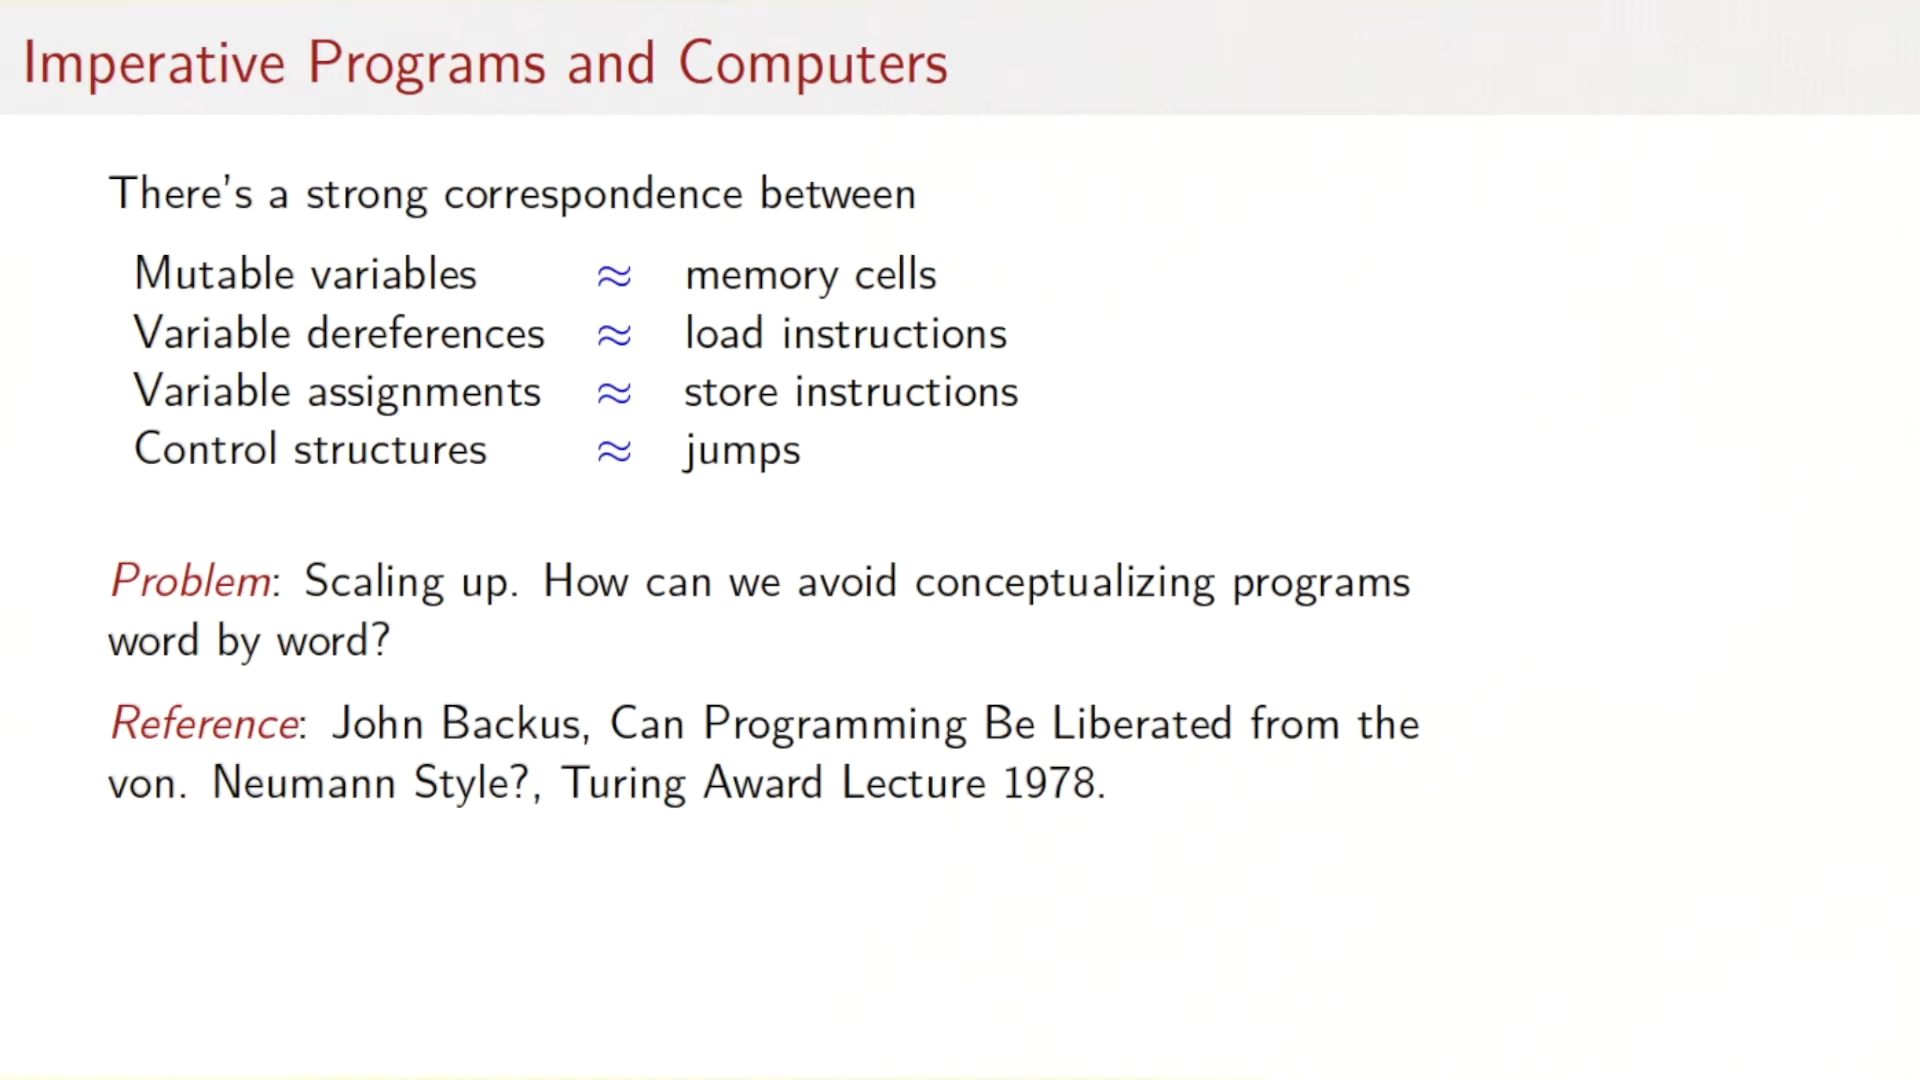 Imperative Programs and Computers
There's a strong correspondence between
Mutable variables ≈ memory cells
Variable dereferences ≈ load instructions
Variable assignments ≈ store instructions
Control structures ≈ jumps
Problem: Scaling up. How can we avoid conceptualizing programs
word by word?
Reference: John Backus, Can Programming Be Liberated from the
von. Neumann Style?, Turing Award Lecture 1978.